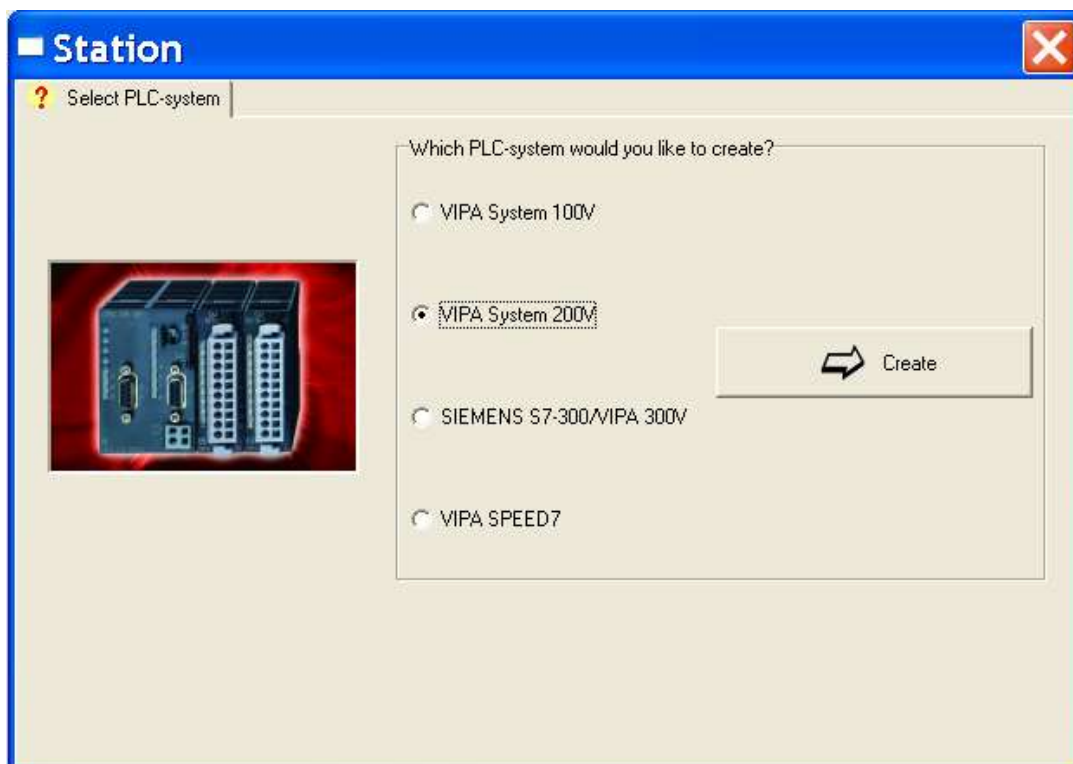 Station
Select PLC-system
Which PLC-system would you like to create?
VIPA System 100V
VIPA System 200V
Create
SIEMENS S7-300/VIPA 300V
VIPA SPEED7